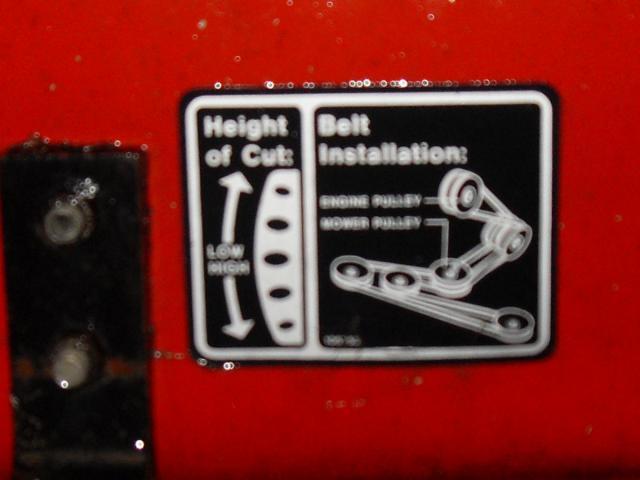 Height
of Cut:
LOW
HIGH
Belt
Installation:
ENGINE PULLEY
MOWER PULLEY